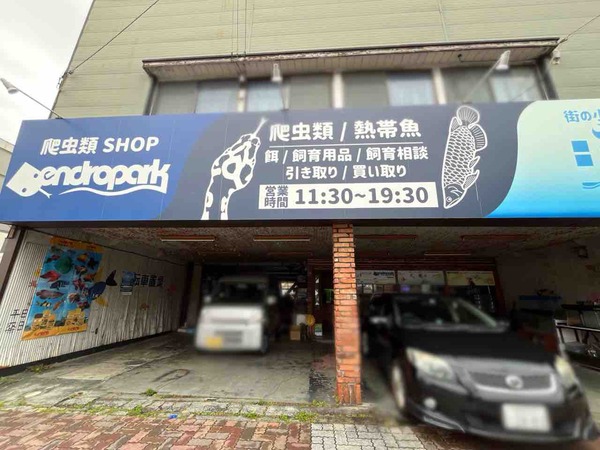 爬虫類 SHOP
endropark
爬虫類 / 熱帯魚
餌 / 飼育用品 / 飼育相談
引き取り / 買い取り
営業時間 11:30~19:30
街の